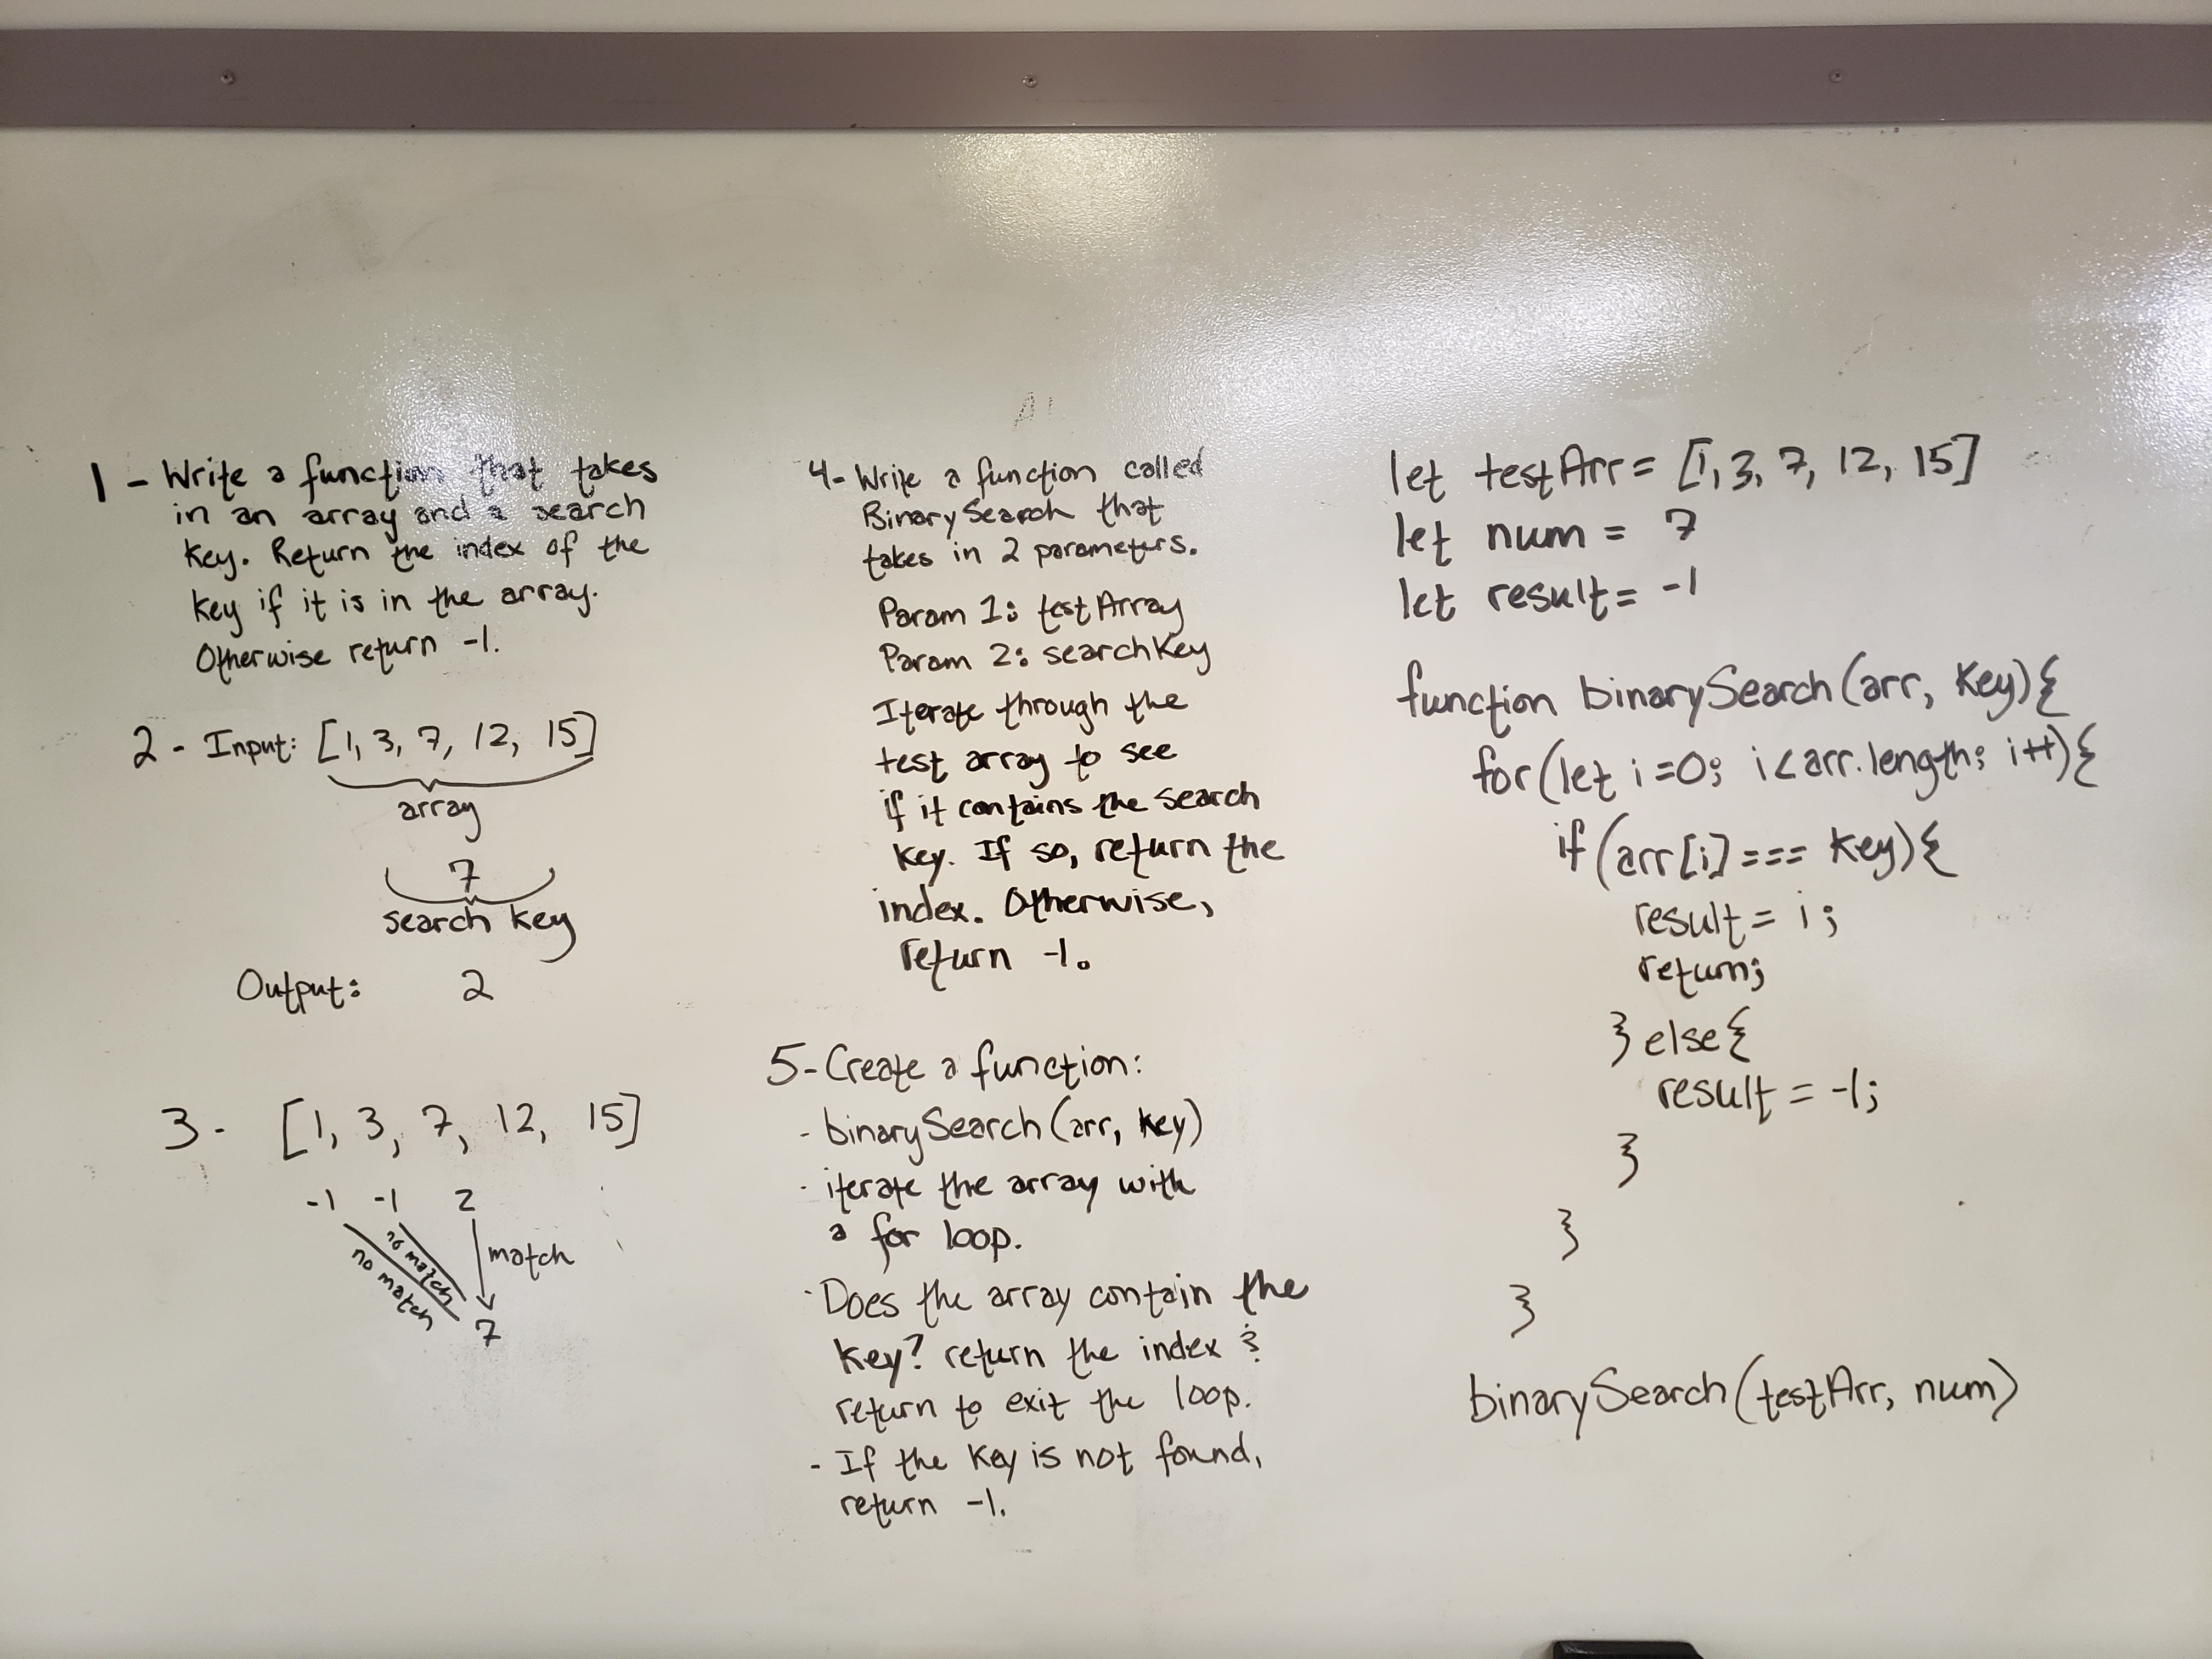 1 - Write a function that takes
in an array and a search
key. Return the index of the
key if it is in the array.
Otherwise return -1.
2 - Input: [1, 3, 7, 12, 15]
array
7
search key
Output: 2
3 - [1, 3, 7, 12, 15]
-1 -1 2
no match
no match
match
7
4- Write a function called
BinarySearch that
takes in 2 parameters.
Param 1: testArray
Param 2: searchKey
Iterate through the
test array to see
if it contains the search
key. If so, return the
index. Otherwise,
return -1.
5- Create a function:
- binarySearch(arr, key)
- iterate the array with
a for loop.
- Does the array contain the
key? return the index &
return to exit the loop.
- If the key is not found,
return -1.
let testArr = [1, 3, 7, 12, 15]
let num = 7
let result = -1
function binarySearch(arr, key){
for(let i=0; i<arr.length; i++){
if(arr[i] === key){
result = i;
return;
} else{
result = -1;
}
}
}
binarySearch(testArr, num)